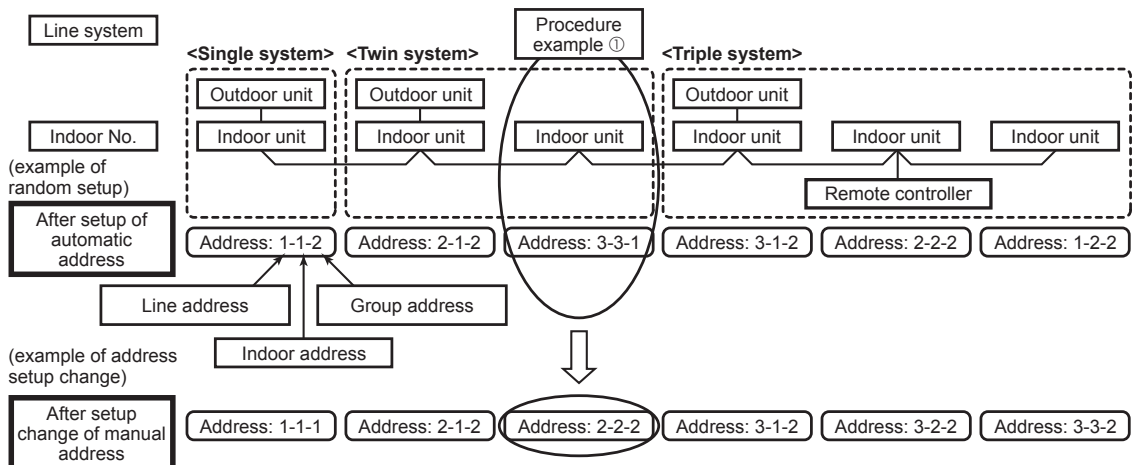 Line system
<Single system>
<Twin system>
Procedure
example ①
<Triple system>
Outdoor unit
Outdoor unit
Outdoor unit
Indoor No.
Indoor unit
Indoor unit
Indoor unit
Indoor unit
Indoor unit
Indoor unit
(example of
random setup)
Remote controller
After setup of
automatic
address
Address: 1-1-2
Address: 2-1-2
Address: 3-3-1
Address: 3-1-2
Address: 2-2-2
Address: 1-2-2
Line address
Group address
Indoor address
(example of address
setup change)
After setup
change of manual
address
Address: 1-1-1
Address: 2-1-2
Address: 2-2-2
Address: 3-1-2
Address: 3-2-2
Address: 3-3-2